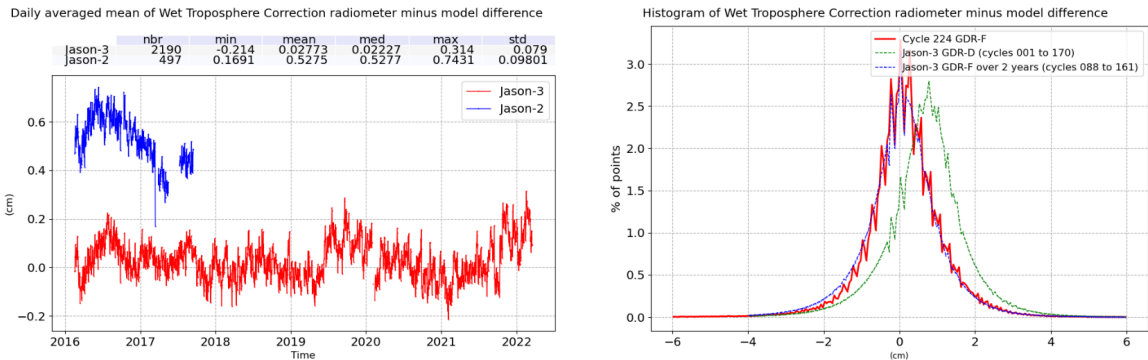 Daily averaged mean of Wet Troposphere Correction radiometer minus model difference
nbr min mean med max std
Jason-3 2190 -0.214 0.02773 0.02227 0.314 0.079
Jason-2 497 0.1691 0.5275 0.5277 0.7431 0.09801
Jason-3
Jason-2
0.6
0.4
0.2
0.0
−0.2
(cm)
2016 2017 2018 2019 2020 2021 2022
Time
Histogram of Wet Troposphere Correction radiometer minus model difference
Cycle 224 GDR-F
Jason-3 GDR-D (cycles 001 to 170)
Jason-3 GDR-F over 2 years (cycles 088 to 161)
3.0
2.5
2.0
1.5
1.0
0.5
0.0
% of points
−6 −4 −2 0 2 4 6
(cm)